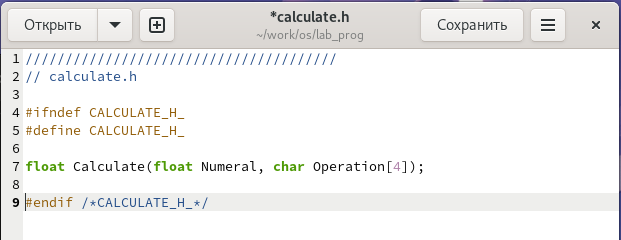 Открыть
*calculate.h
~/work/os/lab_prog
Сохранить
1 ///////////////////////////////////////
2 // calculate.h
3
4 #ifndef CALCULATE_H_
5 #define CALCULATE_H_
6
7 float Calculate(float Numeral, char Operation[4]);
8
9 #endif /*CALCULATE_H_*/